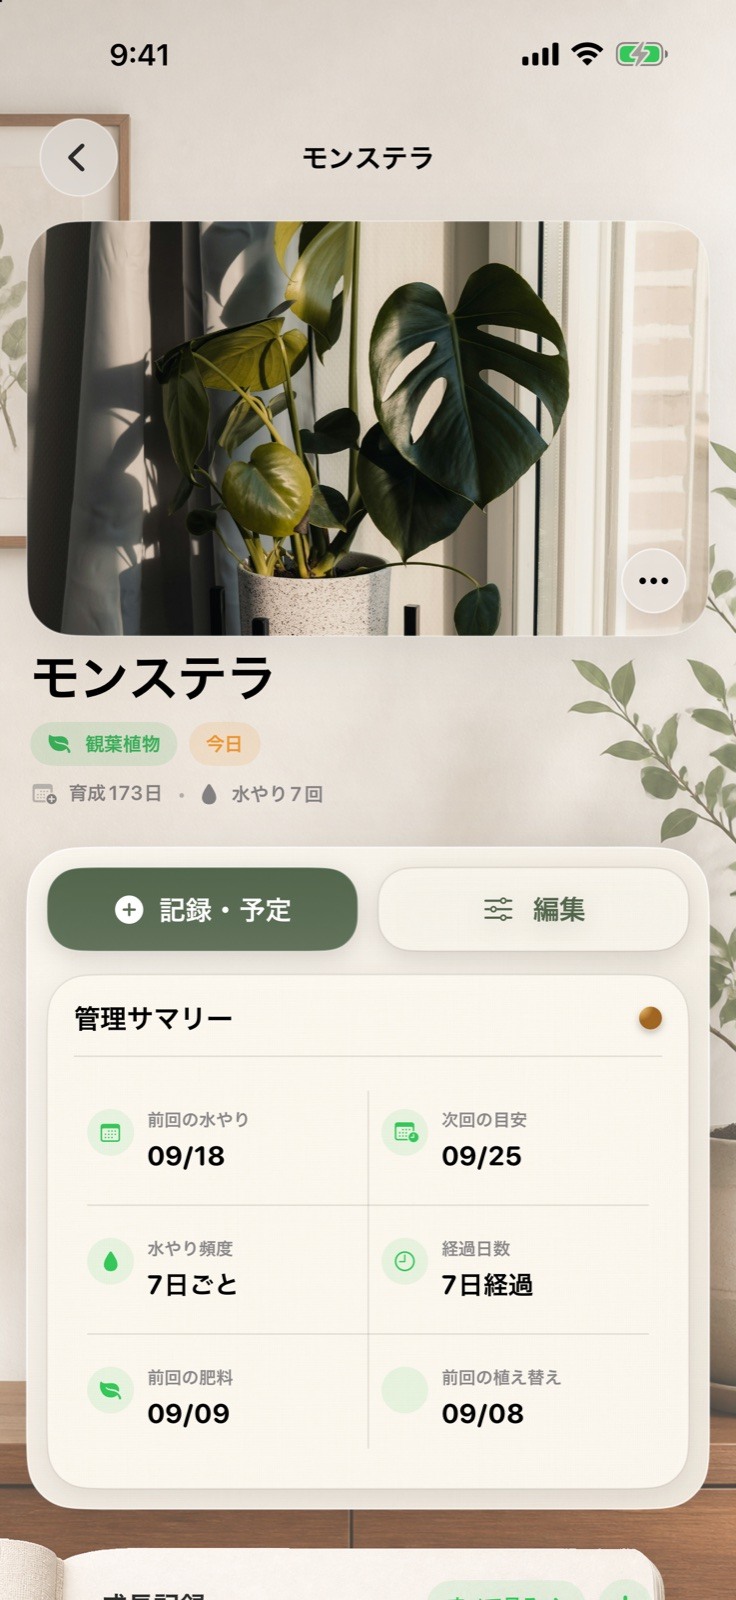 9:41
モンステラ
モンステラ
観葉植物 今日
育成173日 • 水やり7回
記録・予定 編集
管理サマリー
前回の水やり 次回の目安
09/18 09/25
水やり頻度 経過日数
7日ごと 7日経過
前回の肥料 前回の植え替え
09/09 09/08
成長記録